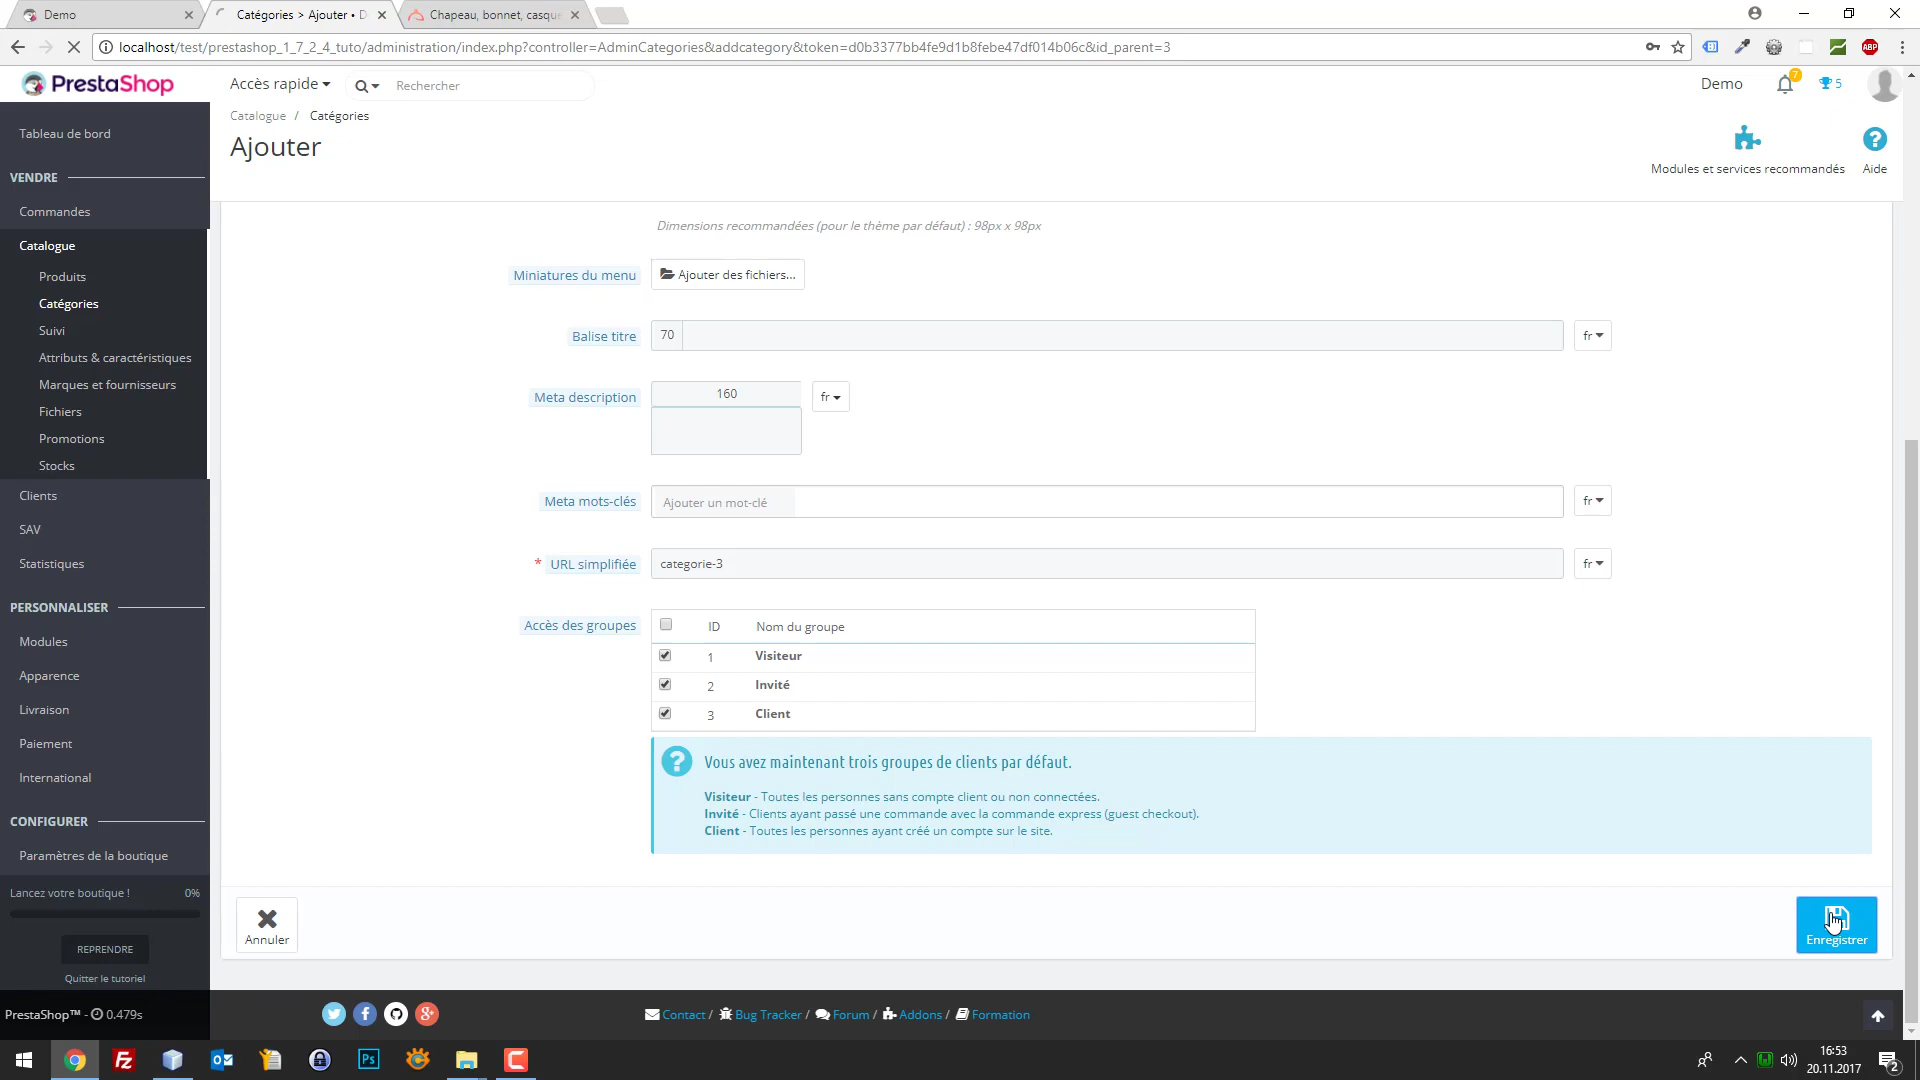 Demo
Catégories > Ajouter • D
Chapeau, bonnet, casqu
localhost/test/prestashop_1_7_2_4_tuto/administration/index.php?controller=AdminCategories&addcategory&token=d0b3377bb4fe9d1b8febe47df014b06c&id_parent=3
ABP
PrestaShop
Accès rapide
Rechercher
Demo
7
5
Catalogue / Catégories
Ajouter
Modules et services recommandés
Aide
Tableau de bord
VENDRE
Commandes
Catalogue
Produits
Catégories
Suivi
Attributs & caractéristiques
Marques et fournisseurs
Fichiers
Promotions
Stocks
Clients
SAV
Statistiques
PERSONNALISER
Modules
Apparence
Livraison
Paiement
International
CONFIGURER
Paramètres de la boutique
Lancez votre boutique ! 0%
REPRENDRE
Quitter le tutoriel
PrestaShop™ - 0.479s
Dimensions recommandées (pour le thème par défaut) : 98px x 98px
Miniatures du menu
Ajouter des fichiers...
Balise titre
70
fr
Meta description
160
fr
Meta mots-clés
Ajouter un mot-clé
fr
* URL simplifiée
categorie-3
fr
Accès des groupes
ID Nom du groupe
1 Visiteur
2 Invité
3 Client
? Vous avez maintenant trois groupes de clients par défaut.
Visiteur - Toutes les personnes sans compte client ou non connectées.
Invité - Clients ayant passé une commande avec la commande express (guest checkout).
Client - Toutes les personnes ayant créé un compte sur le site.
Annuler
Enregistrer
Contact / Bug Tracker / Forum / Addons / Formation
Fz
Ps
16:53
20.11.2017
2